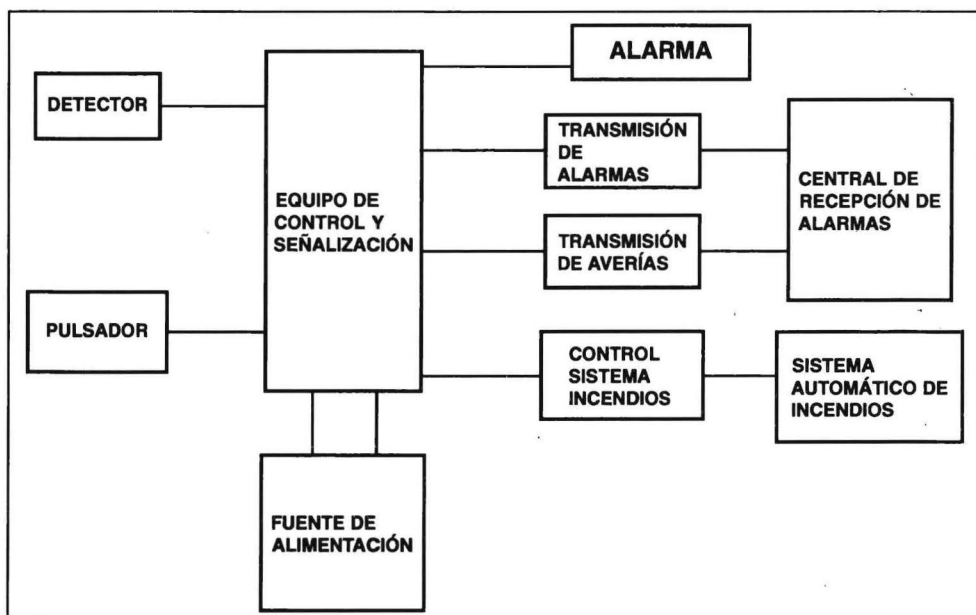 ALARMA
DETECTOR
TRANSMISIÓN
DE
ALARMAS
CENTRAL DE
RECEPCIÓN DE
ALARMAS
EQUIPO DE
CONTROL Y
SEÑALIZACIÓN
TRANSMISIÓN
DE AVERÍAS
PULSADOR
CONTROL
SISTEMA
INCENDIOS
SISTEMA
AUTOMÁTICO DE
INCENDIOS
FUENTE DE
ALIMENTACIÓN